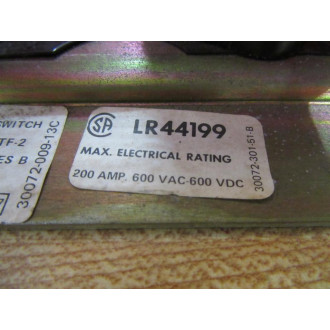 SWITCH
TF-2
ES B
30072-009-13C
SA
LR44199
MAX. ELECTRICAL RATING
200 AMP. 600 VAC-600 VDC
30072-301-51-B